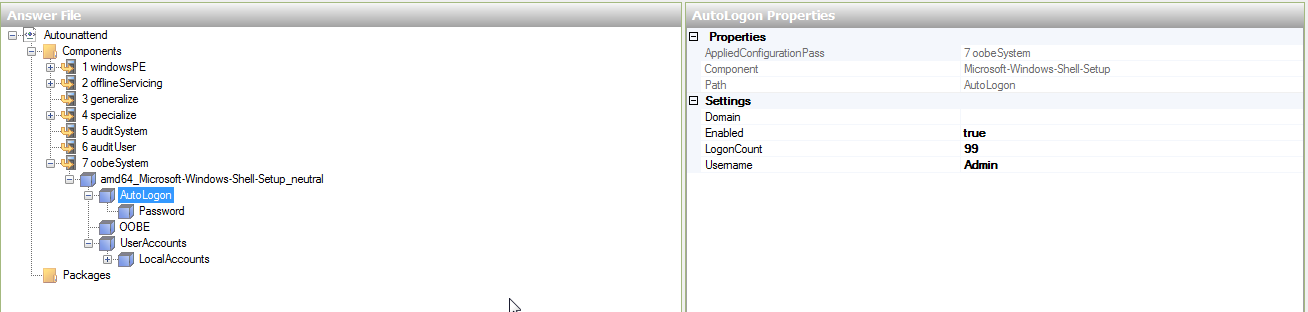 Answer File
Autounattend
Components
1 windowsPE
2 offlineServicing
3 generalize
4 specialize
5 auditSystem
6 auditUser
7 oobeSystem
amd64_Microsoft-Windows-Shell-Setup_neutral
AutoLogon
Password
OOBE
UserAccounts
LocalAccounts
Packages
AutoLogon Properties
Properties
AppliedConfigurationPass 7 oobeSystem
Component Microsoft-Windows-Shell-Setup
Path AutoLogon
Settings
Domain
Enabled true
LogonCount 99
Username Admin